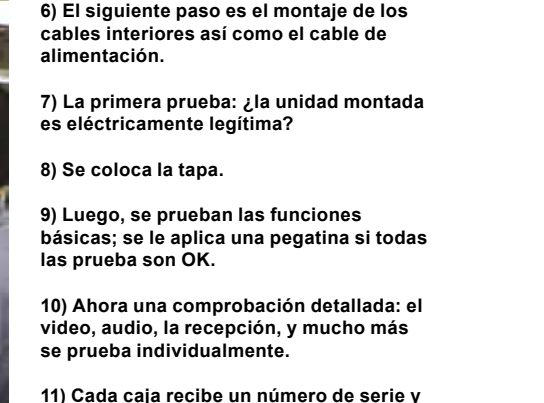 6) El siguiente paso es el montaje de los
cables interiores así como el cable de
alimentación.
7) La primera prueba: ¿la unidad montada
es eléctricamente legítima?
8) Se coloca la tapa.
9) Luego, se prueban las funciones
básicas; se le aplica una pegatina si todas
las prueba son OK.
10) Ahora una comprobación detallada: el
video, audio, la recepción, y mucho más
se prueba individualmente.
11) Cada caja recibe un número de serie y